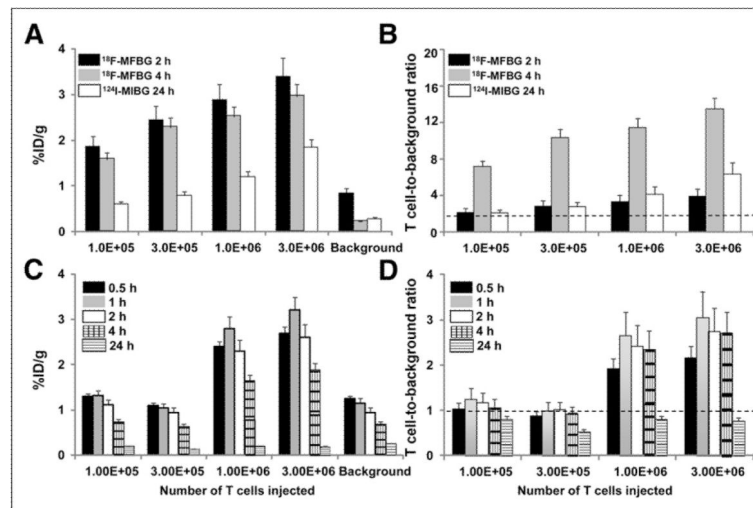 A
¹⁸F-MFBG 2 h
¹⁸F-MFBG 4 h
¹²⁴I-MIBG 24 h
%ID/g
4
3
2
1
0
1.0E+05 3.0E+05 1.0E+06 3.0E+06 Background
B
¹⁸F-MFBG 2 h
¹⁸F-MFBG 4 h
¹²⁴I-MIBG 24 h
T cell-to-background ratio
20
16
12
8
4
0
1.0E+05 3.0E+05 1.0E+06 3.0E+06
C
0.5 h
1 h
2 h
4 h
24 h
%ID/g
4
3
2
1
0
1.00E+05 3.00E+05 1.00E+06 3.00E+06 Background
Number of T cells injected
D
0.5 h
1 h
2 h
4 h
24 h
T cell-to-background ratio
4
3
2
1
0
1.00E+05 3.00E+05 1.00E+06 3.00E+06
Number of T cells injected